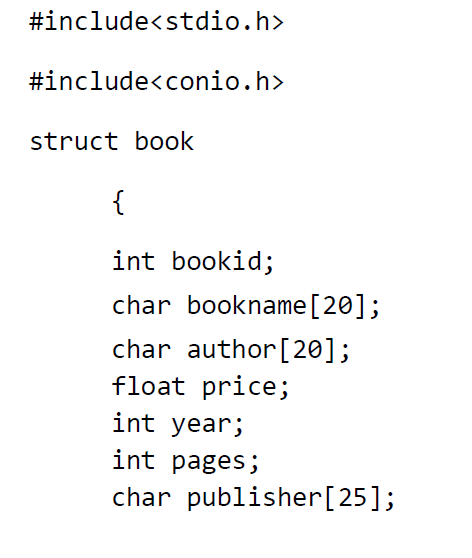 #include<stdio.h>
#include<conio.h>
struct book
{
int bookid;
char bookname[20];
char author[20];
float price;
int year;
int pages;
char publisher[25];